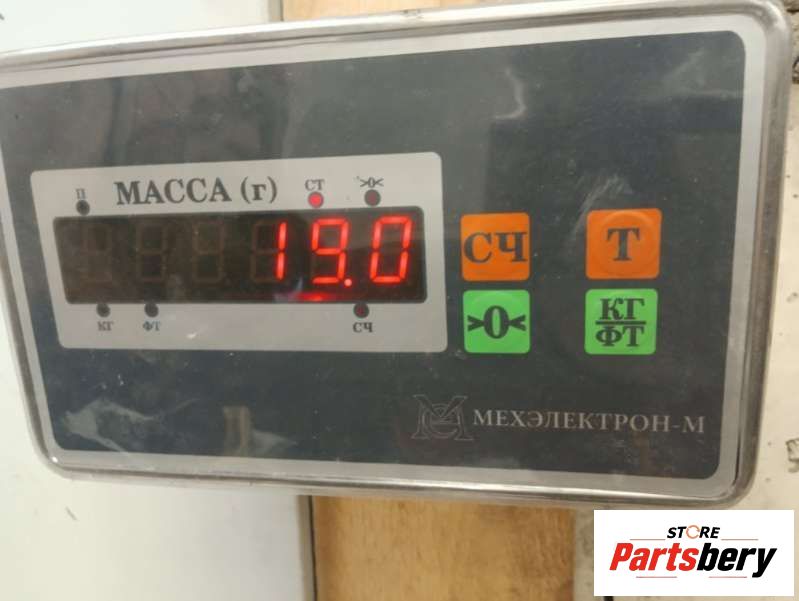 П МАССА (г) СТ >0<
19.0
КГ ФТ СЧ
СЧ Т
>0< КГ/ФТ
МЕХЭЛЕКТРОН-М
STORE
Partsbery